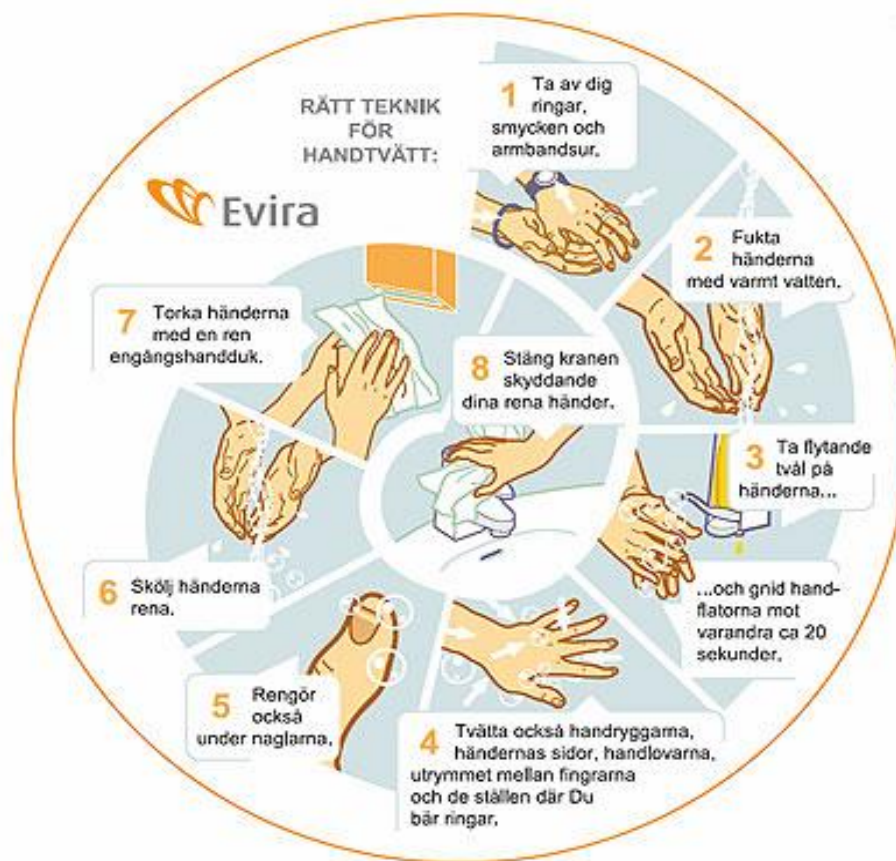 RÄTT TEKNIK
FÖR
HANDTVÄTT:
Evira
1 Ta av dig
ringar,
smycken och
armbandsur.
2 Fukta
händerna
med varmt vatten.
3 Ta flytande
tvål på
händerna...
...och gnid hand-
flatorna mot
varandra ca 20
sekunder.
4 Tvätta också handryggarna,
händernas sidor, handlovarna,
utrymmet mellan fingrarna
och de ställen där Du
bär ringar.
5 Rengör
också
under naglarna.
6 Skölj händerna
rena.
7 Torka händerna
med en ren
engångshandduk.
8 Stäng kranen
skyddande
dina rena händer.